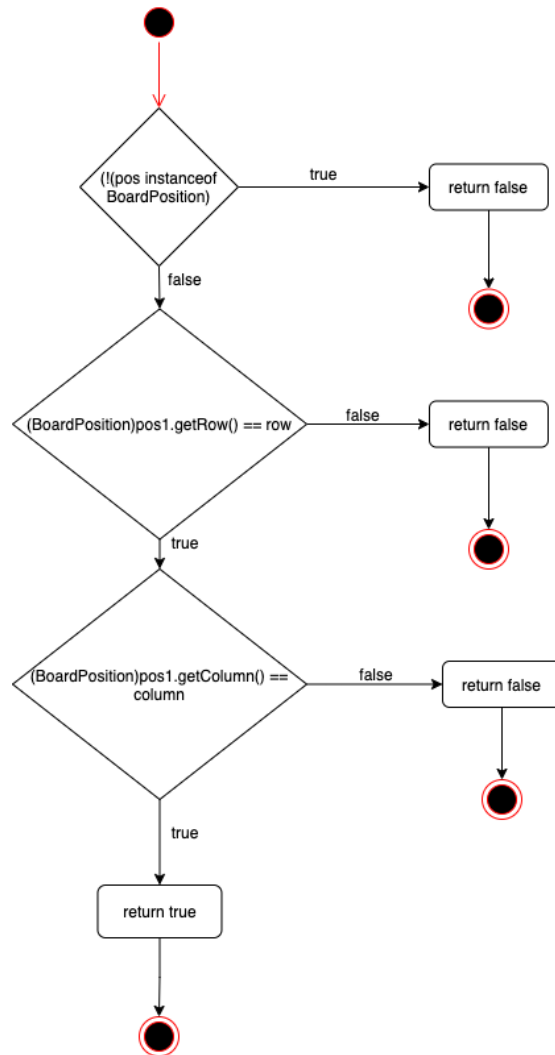 (!(pos instanceof
BoardPosition)
true
return false
false
(BoardPosition)pos1.getRow() == row
false
return false
true
(BoardPosition)pos1.getColumn() ==
column
false
return false
true
return true